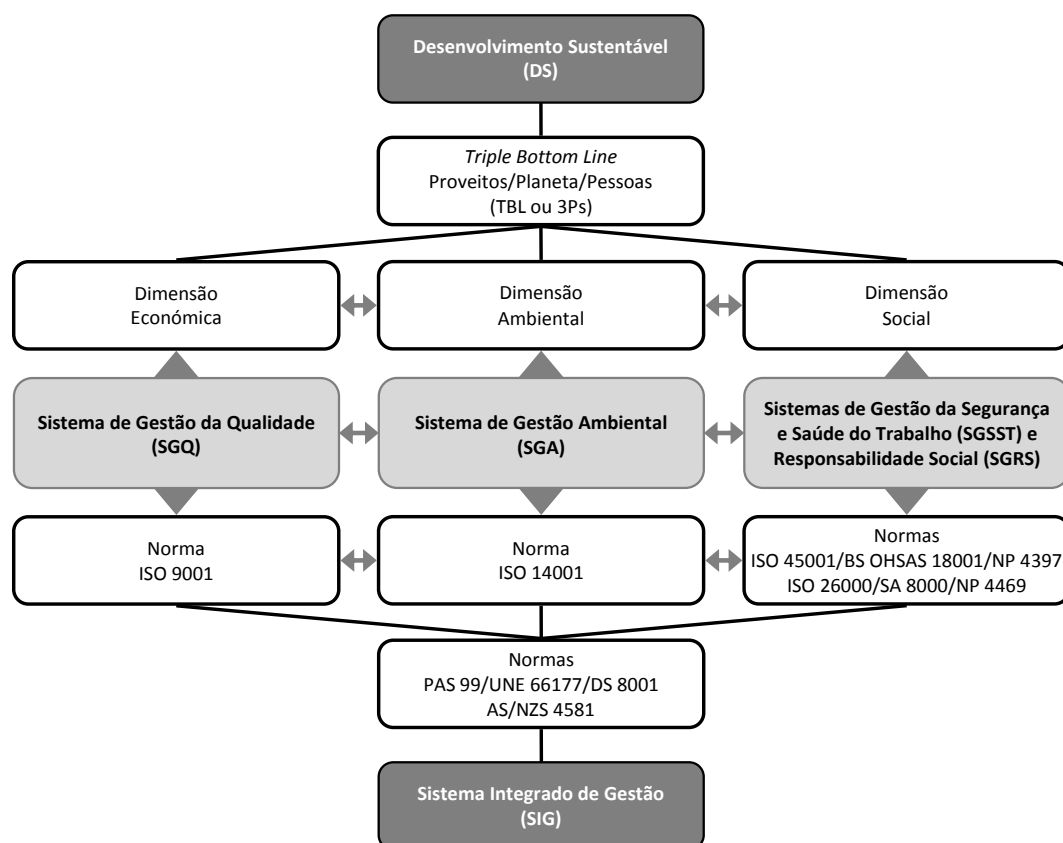 Desenvolvimento Sustentável
(DS)
Triple Bottom Line
Proveitos/Planeta/Pessoas
(TBL ou 3Ps)
Dimensão
Económica
Dimensão
Ambiental
Dimensão
Social
Sistema de Gestão da Qualidade
(SGQ)
Sistema de Gestão Ambiental
(SGA)
Sistemas de Gestão da Segurança
e Saúde do Trabalho (SGSST) e
Responsabilidade Social (SGRS)
Norma
ISO 9001
Norma
ISO 14001
Normas
ISO 45001/BS OHSAS 18001/NP 4397
ISO 26000/SA 8000/NP 4469
Normas
PAS 99/UNE 66177/DS 8001
AS/NZS 4581
Sistema Integrado de Gestão
(SIG)